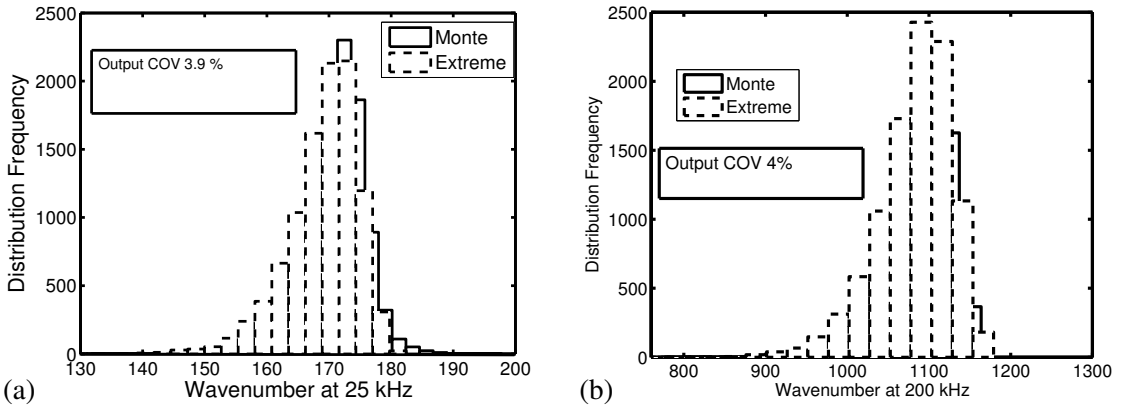 2500
2000
1500
1000
500
0
130 140 150 160 170 180 190 200
Distribution Frequency
Wavenumber at 25 kHz
Output COV 3.9 %
Monte
Extreme
(a)
2500
2000
1500
1000
500
0
800 900 1000 1100 1200 1300
Distribution Frequency
Wavenumber at 200 kHz
Monte
Extreme
Output COV 4%
(b)